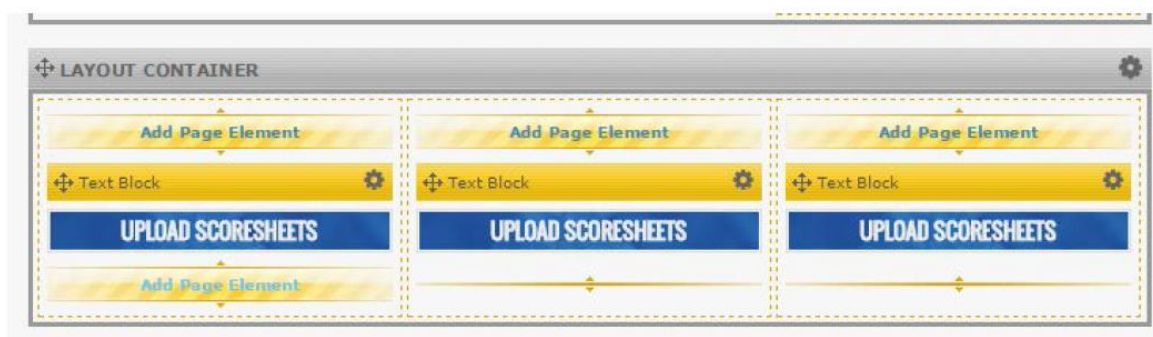 LAYOUT CONTAINER
Add Page Element Add Page Element Add Page Element
Text Block Text Block Text Block
UPLOAD SCORESHEETS UPLOAD SCORESHEETS UPLOAD SCORESHEETS
Add Page Element